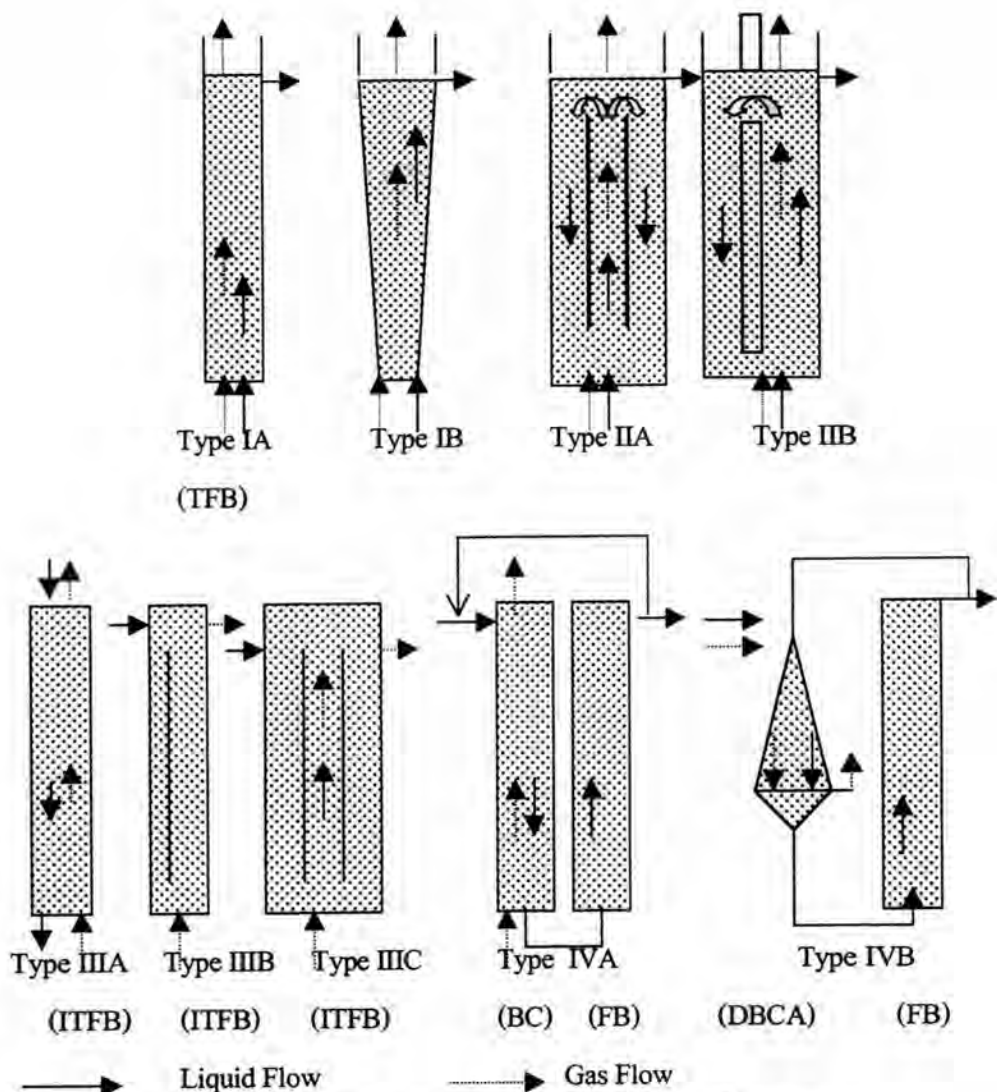 Type IA Type IB Type IIA Type IIB
(TFB)
Type IIIA Type IIIB Type IIIC Type IVA Type IVB
(ITFB) (ITFB) (ITFB) (BC) (FB) (DBCA) (FB)
Liquid Flow Gas Flow